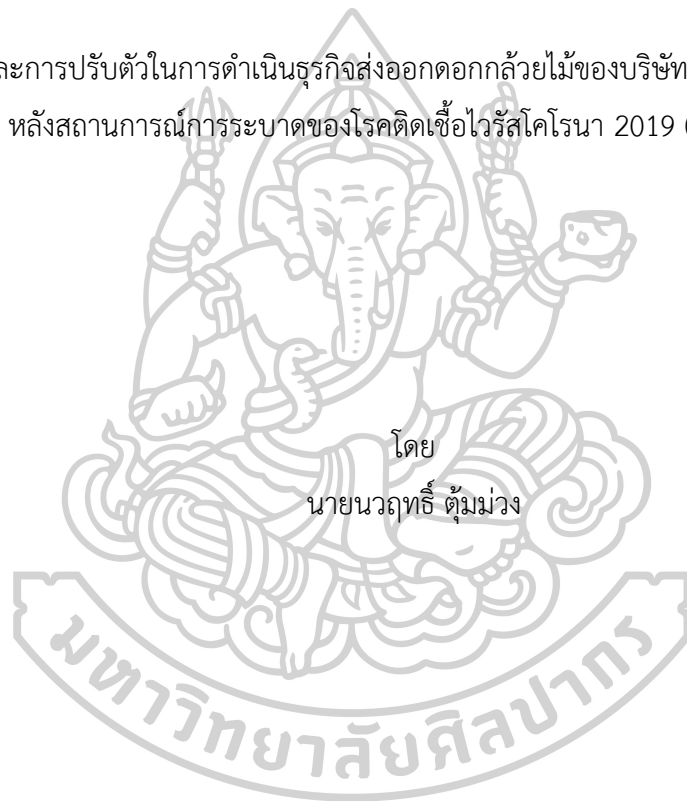 ละการปรับตัวในการดำเนินธุรกิจส่งออกดอกกล้วยไม้ของบริษัท
หลังสถานการณ์การระบาดของโรคติดเชื้อไวรัสโคโรนา 2019 (
โดย
นายนวฤทธิ์ ตุ้มม่วง
มหาวิทยาลัยศิลปากร